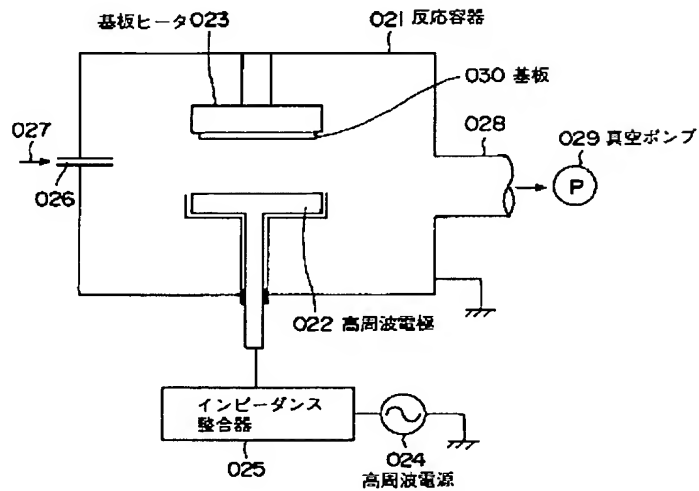 基板ヒータ023
021 反応容器
030 基板
027
028
029 真空ポンプ
P
026
022 高周波電極
インピーダンス
整合器
025
024
高周波電源